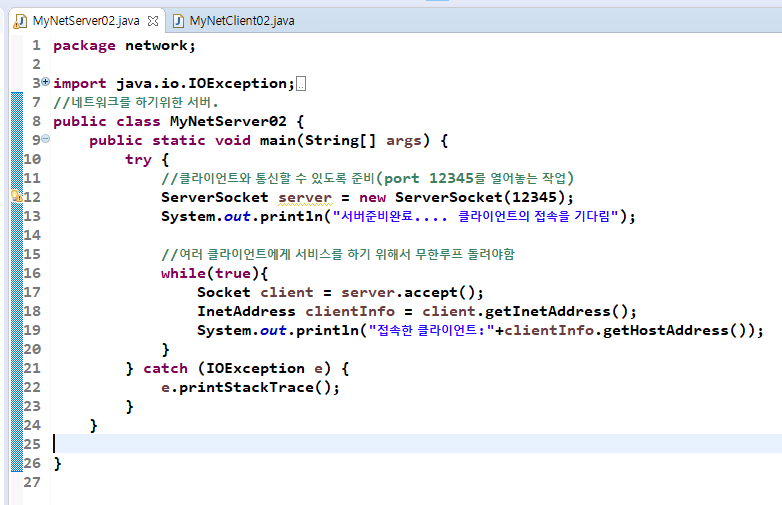 MyNetServer02.java MyNetClient02.java
1 package network;
2
3 import java.io.IOException;
7 //네트워크를 하기위한 서버.
8 public class MyNetServer02 {
9 public static void main(String[] args) {
10 try {
11 //클라이언트와 통신할 수 있도록 준비(port 12345를 열어놓는 작업)
12 ServerSocket server = new ServerSocket(12345);
13 System.out.println("서버준비완료.... 클라이언트의 접속을 기다림");
14
15 //여러 클라이언트에게 서비스를 하기 위해서 무한루프 돌려야함
16 while(true){
17 Socket client = server.accept();
18 InetAddress clientInfo = client.getInetAddress();
19 System.out.println("접속한 클라이언트:"+clientInfo.getHostAddress());
20 }
21 } catch (IOException e) {
22 e.printStackTrace();
23 }
24 }
25
26 }
27